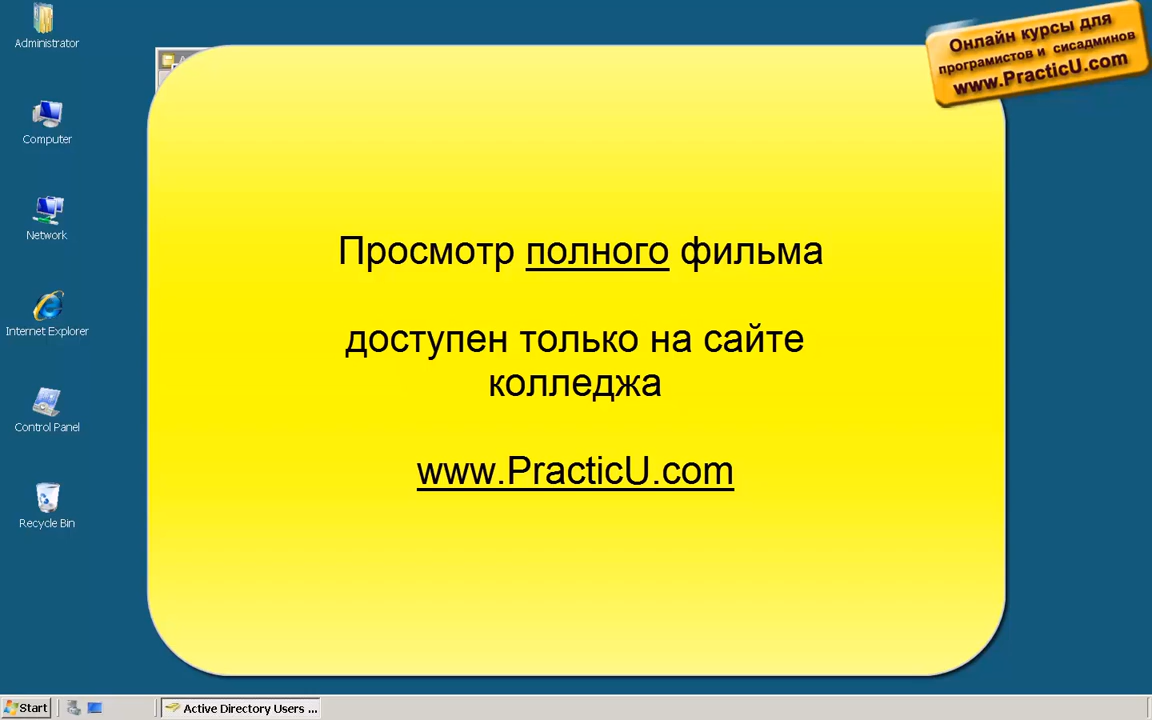 Administrator
Онлайн курсы для
програмистов и сисадминов
www.PracticU.com
Computer
Network
Internet Explorer
Control Panel
Recycle Bin
Просмотр полного фильма
доступен только на сайте
колледжа
www.PracticU.com
Start
Active Directory Users ...